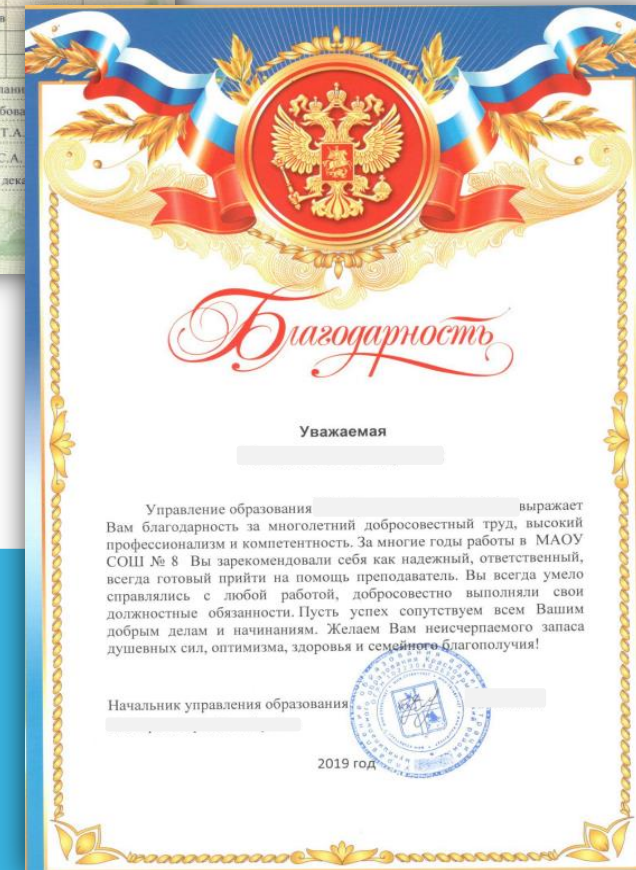 Благодарность
Уважаемая
Управление образования выражает
Вам благодарность за многолетний добросовестный труд, высокий
профессионализм и компетентность. За многие годы работы в МАОУ
СОШ № 8 Вы зарекомендовали себя как надежный, ответственный,
всегда готовый прийти на помощь преподаватель. Вы всегда умело
справлялись с любой работой, добросовестно выполняли свои
должностные обязанности. Пусть успех сопутствуем всем Вашим
добрым делам и начинаниям. Желаем Вам неисчерпаемого запаса
душевных сил, оптимизма, здоровья и семейного благополучия!
Начальник управления образования
2019 год